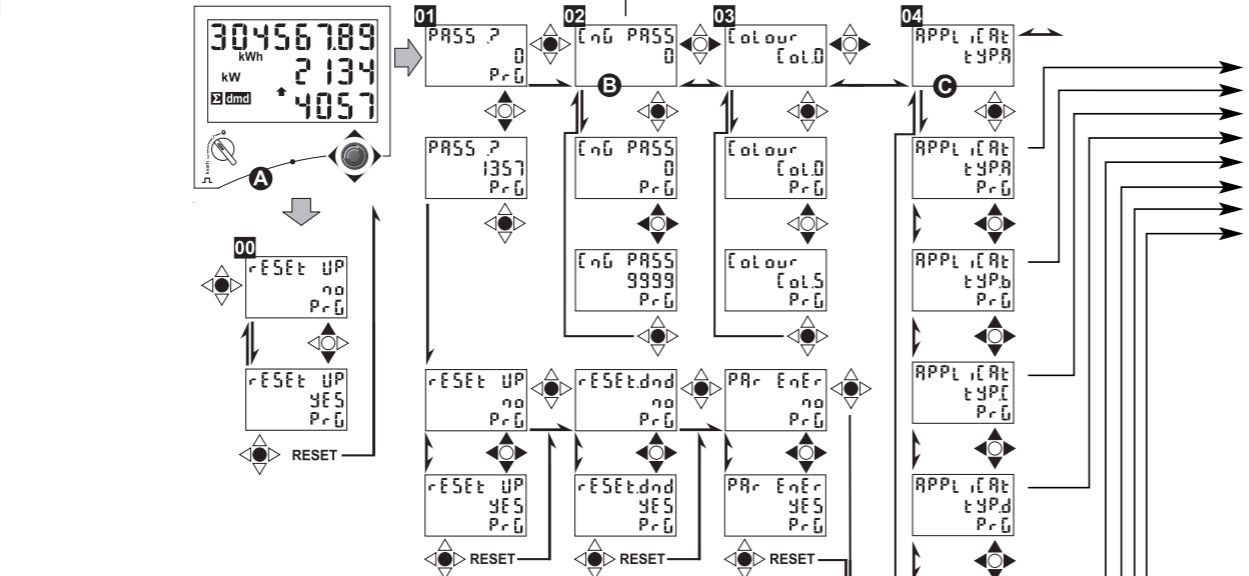 304567.89
kWh
kW 2134
Σ dmd 4057
A
00
rESEt UP
no
PrG
rESEt UP
YES
PrG
RESET
01
PASS ?
0
PrG
PASS ?
1357
PrG
rESEt UP
no
PrG
rESEt UP
YES
PrG
RESET
02
CnG PASS
0
B
CnG PASS
0
PrG
CnG PASS
9999
PrG
rESEt.dnd
no
PrG
rESEt.dnd
YES
PrG
RESET
03
Colour
Col.0
Colour
Col.0
PrG
Colour
Col.S
PrG
PAr EnEr
no
PrG
PAr EnEr
YES
PrG
RESET
04
APPLiCAt
tYP.A
C
APPLiCAt
tYP.A
PrG
APPLiCAt
tYP.b
PrG
APPLiCAt
tYP.C
PrG
APPLiCAt
tYP.d
PrG